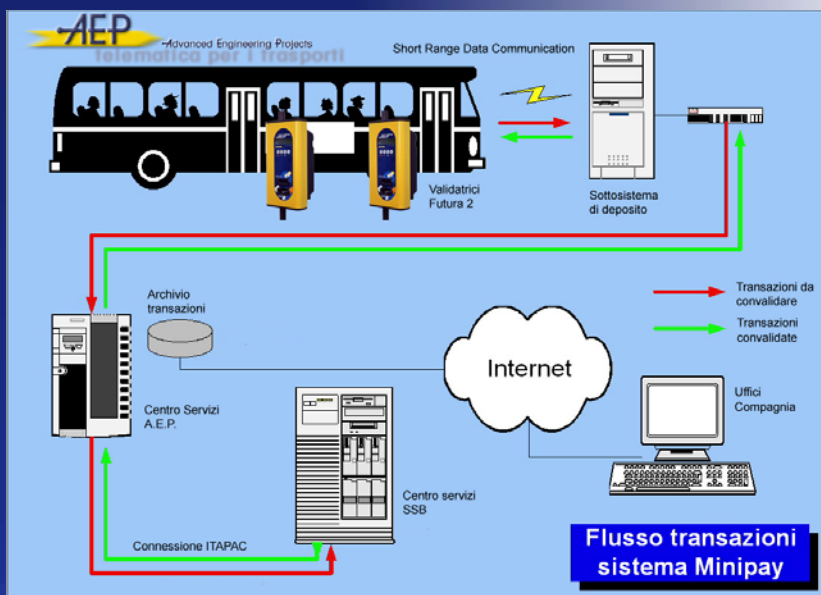 AEP
Advanced Engineering Projects
telematica per i trasporti
Short Range Data Communication
Validatrici
Futura 2
Sottosistema
di deposito
Archivio
transazioni
Transazioni da
convalidare
Transazioni
convalidate
Internet
Centro Servizi
A.E.P.
Uffici
Compagnia
Centro servizi
SSB
Connessione ITAPAC
Flusso transazioni
sistema Minipay